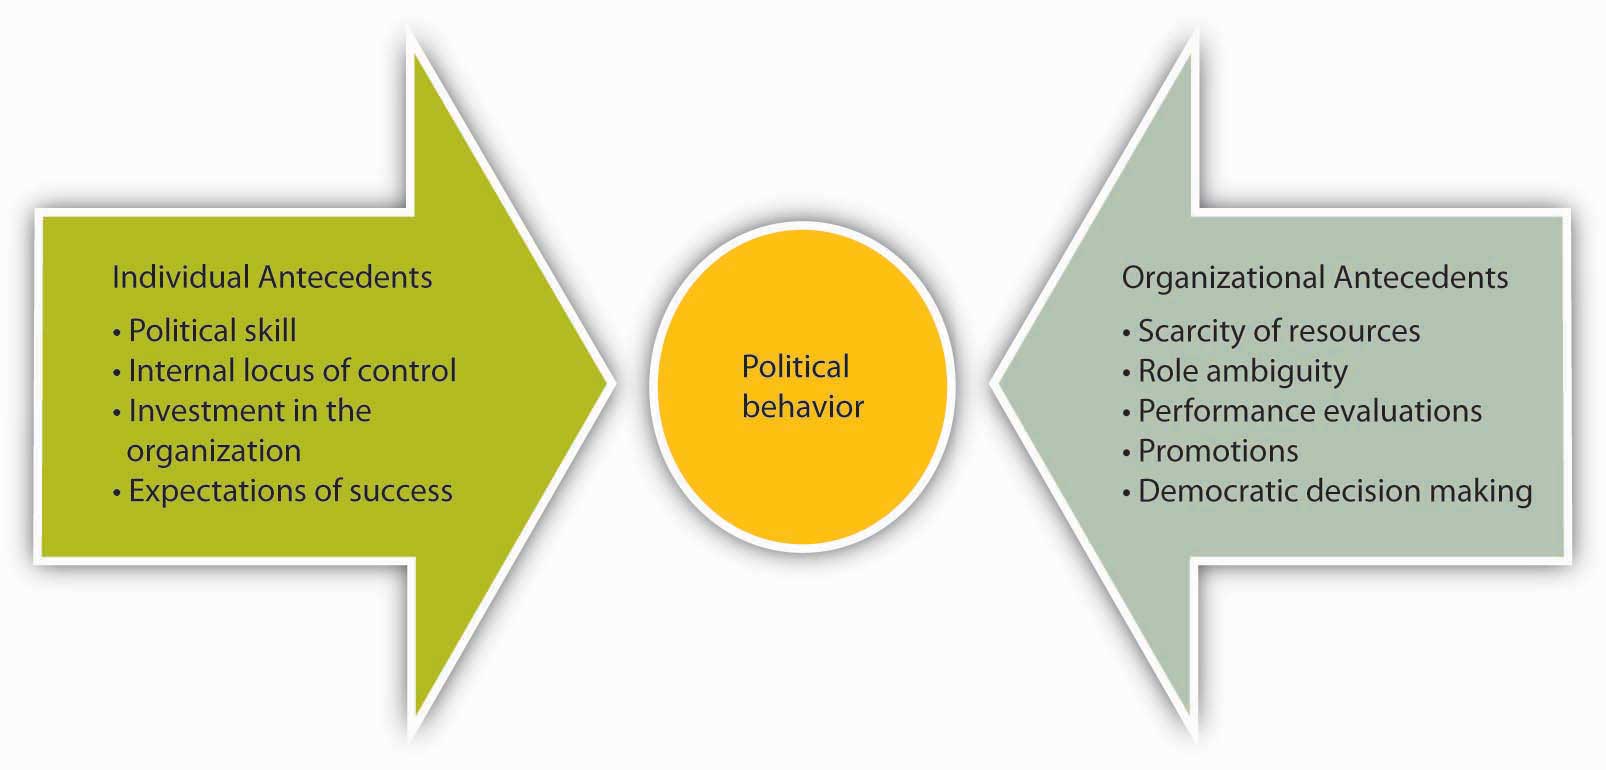 Individual Antecedents
• Political skill
• Internal locus of control
• Investment in the
organization
• Expectations of success
Political
behavior
Organizational Antecedents
• Scarcity of resources
• Role ambiguity
• Performance evaluations
• Promotions
• Democratic decision making